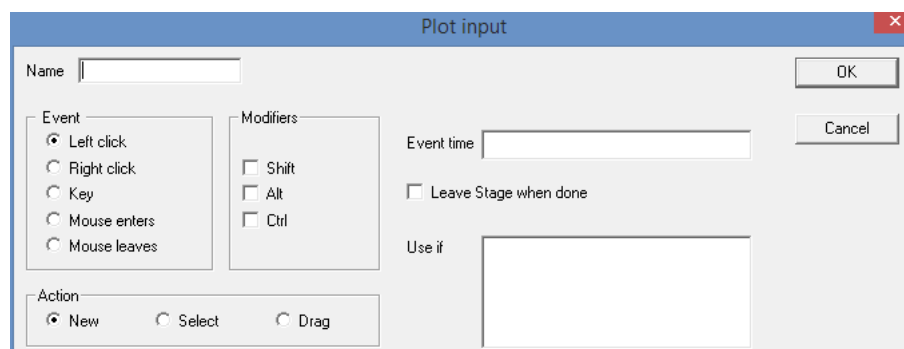 Plot input
Name
OK
Event
Left click
Right click
Key
Mouse enters
Mouse leaves
Modifiers
Shift
Alt
Ctrl
Event time
Cancel
Leave Stage when done
Use if
Action
New Select Drag